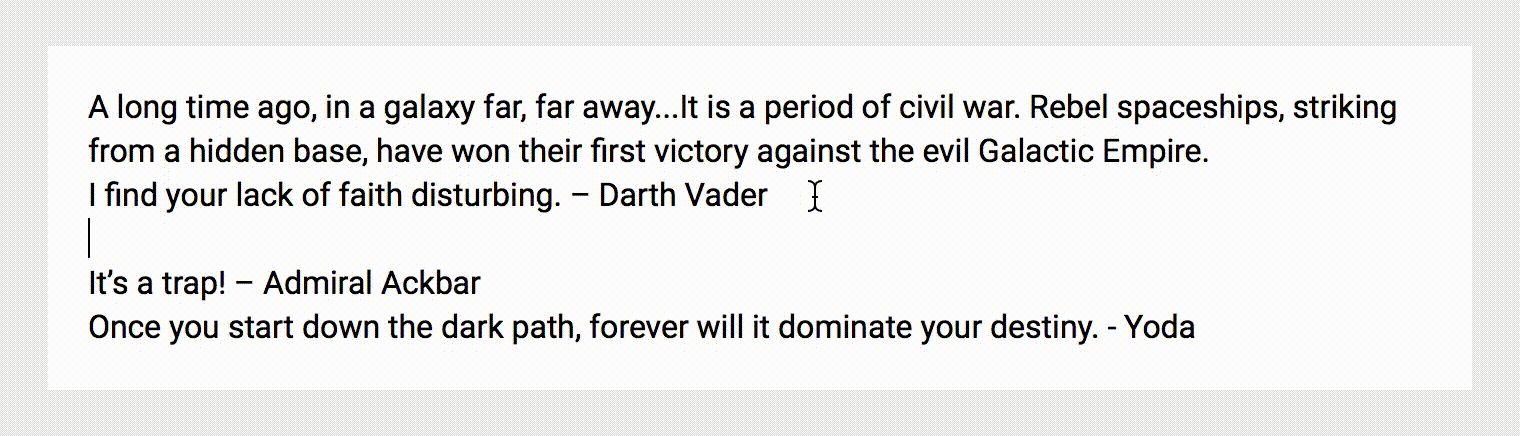 A long time ago, in a galaxy far, far away...It is a period of civil war. Rebel spaceships, striking
from a hidden base, have won their first victory against the evil Galactic Empire.
I find your lack of faith disturbing. – Darth Vader
It’s a trap! – Admiral Ackbar
Once you start down the dark path, forever will it dominate your destiny. - Yoda